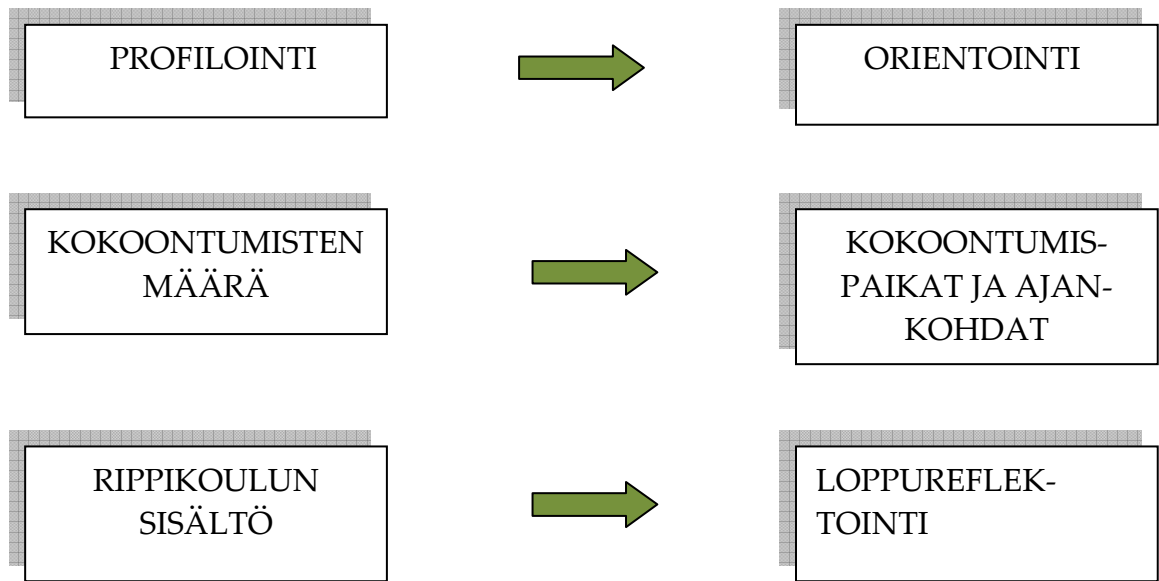 PROFILOINTI
ORIENTOINTI
KOKOONTUMISTEN
MÄÄRÄ
KOKOONTUMIS-
PAIKAT JA AJAN-
KOHDAT
RIPPIKOULUN
SISÄLTÖ
LOPPUREFLEK-
TOINTI